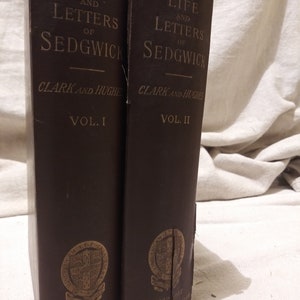 AND
LETTERS
OF
SEDGWICK
CLARK AND HUGHES
VOL. I
LIFE
AND
LETTERS
OF
SEDGWICK
CLARK AND HUGHES
VOL. II